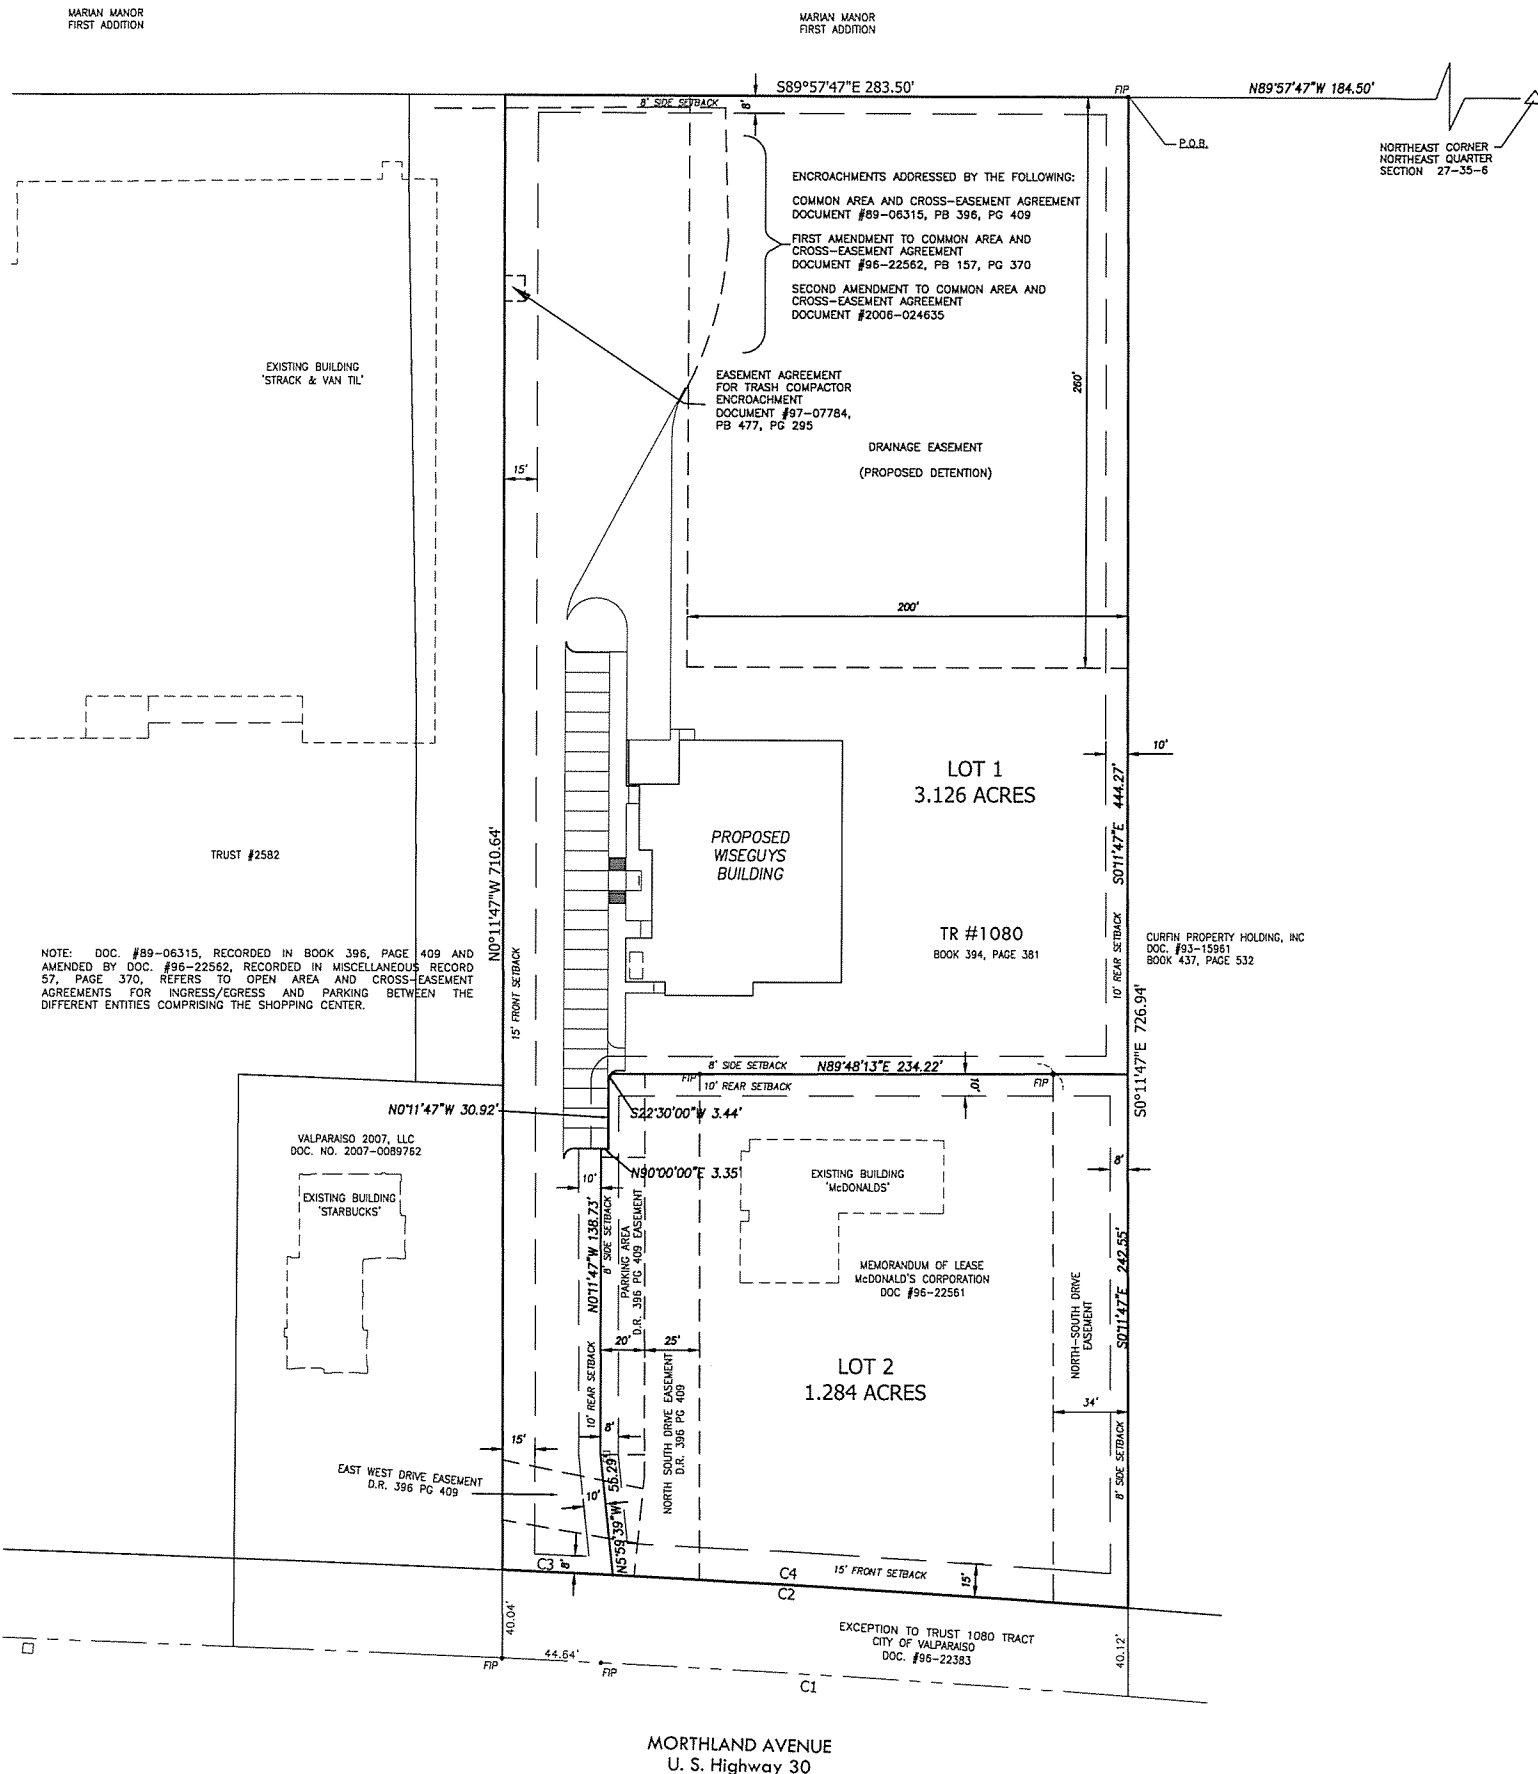 MARIAN MANOR
FIRST ADDITION
MARIAN MANOR
FIRST ADDITION
S89°57'47"E 283.50'
FIP
N89°57'47"W 184.50'
8' SIDE SETBACK
8'
P.O.B.
NORTHEAST CORNER
NORTHEAST QUARTER
SECTION 27-35-6
ENCROACHMENTS ADDRESSED BY THE FOLLOWING:
COMMON AREA AND CROSS-EASEMENT AGREEMENT
DOCUMENT #89-06315, PB 396, PG 409
FIRST AMENDMENT TO COMMON AREA AND
CROSS-EASEMENT AGREEMENT
DOCUMENT #96-22562, PB 157, PG 370
SECOND AMENDMENT TO COMMON AREA AND
CROSS-EASEMENT AGREEMENT
DOCUMENT #2006-024635
EXISTING BUILDING
'STRACK & VAN TIL'
EASEMENT AGREEMENT
FOR TRASH COMPACTOR
ENCROACHMENT
DOCUMENT #97-07784,
PB 477, PG 295
260'
DRAINAGE EASEMENT
(PROPOSED DETENTION)
15'
200'
10'
LOT 1
3.126 ACRES
S0°11'47"E 444.27'
PROPOSED
WISEGUYS
BUILDING
N0°11'47"W 710.64'
TRUST #2582
TR #1080
BOOK 394, PAGE 381
10' REAR SETBACK
CURFIN PROPERTY HOLDING, INC
DOC. #93-15961
BOOK 437, PAGE 532
NOTE: DOC. #89-06315, RECORDED IN BOOK 396, PAGE 409 AND
AMENDED BY DOC. #96-22562, RECORDED IN MISCELLANEOUS RECORD
57, PAGE 370, REFERS TO OPEN AREA AND CROSS-EASEMENT
AGREEMENTS FOR INGRESS/EGRESS AND PARKING BETWEEN THE
DIFFERENT ENTITIES COMPRISING THE SHOPPING CENTER.
15' FRONT SETBACK
S0°11'47"E 726.94'
8' SIDE SETBACK
N89°48'13"E 234.22'
FIP
10' REAR SETBACK
10'
FIP
N0°11'47"W 30.92'
S22°30'00"W 3.44'
VALPARAISO 2007, LLC
DOC. NO. 2007-0089762
N90°00'00"E 3.35'
10'
EXISTING BUILDING
'McDONALDS'
8'
EXISTING BUILDING
'STARBUCKS'
N0°11'47"W 138.73'
8' SIDE SETBACK
PARKING AREA
D.R. 396 PG 409 EASEMENT
MEMORANDUM OF LEASE
McDONALD'S CORPORATION
DOC #96-22561
NORTH-SOUTH DRIVE
EASEMENT
S0°11'47"E 242.55'
20'
25'
10' REAR SETBACK
NORTH SOUTH DRIVE EASEMENT
D.R. 396 PG 409
LOT 2
1.284 ACRES
34'
8'
15'
8' SIDE SETBACK
EAST WEST DRIVE EASEMENT
D.R. 396 PG 409
10'
N5°59'39"W 55.29'
C3
8'
C4
C2
15' FRONT SETBACK
15'
40.04'
EXCEPTION TO TRUST 1080 TRACT
CITY OF VALPARAISO
DOC. #96-22383
40.12'
44.64'
FIP
FIP
C1
MORTHLAND AVENUE
U. S. Highway 30